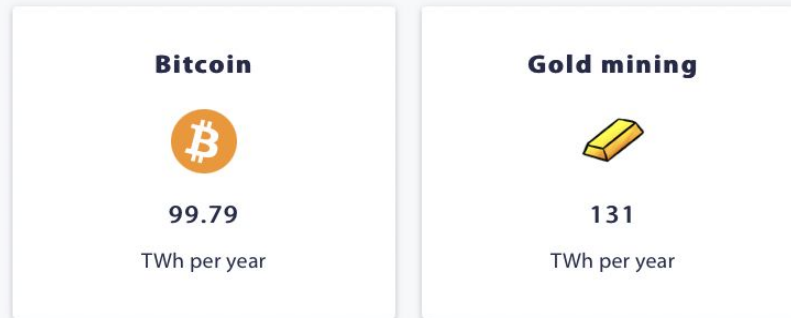 Bitcoin
99.79
TWh per year
Gold mining
131
TWh per year